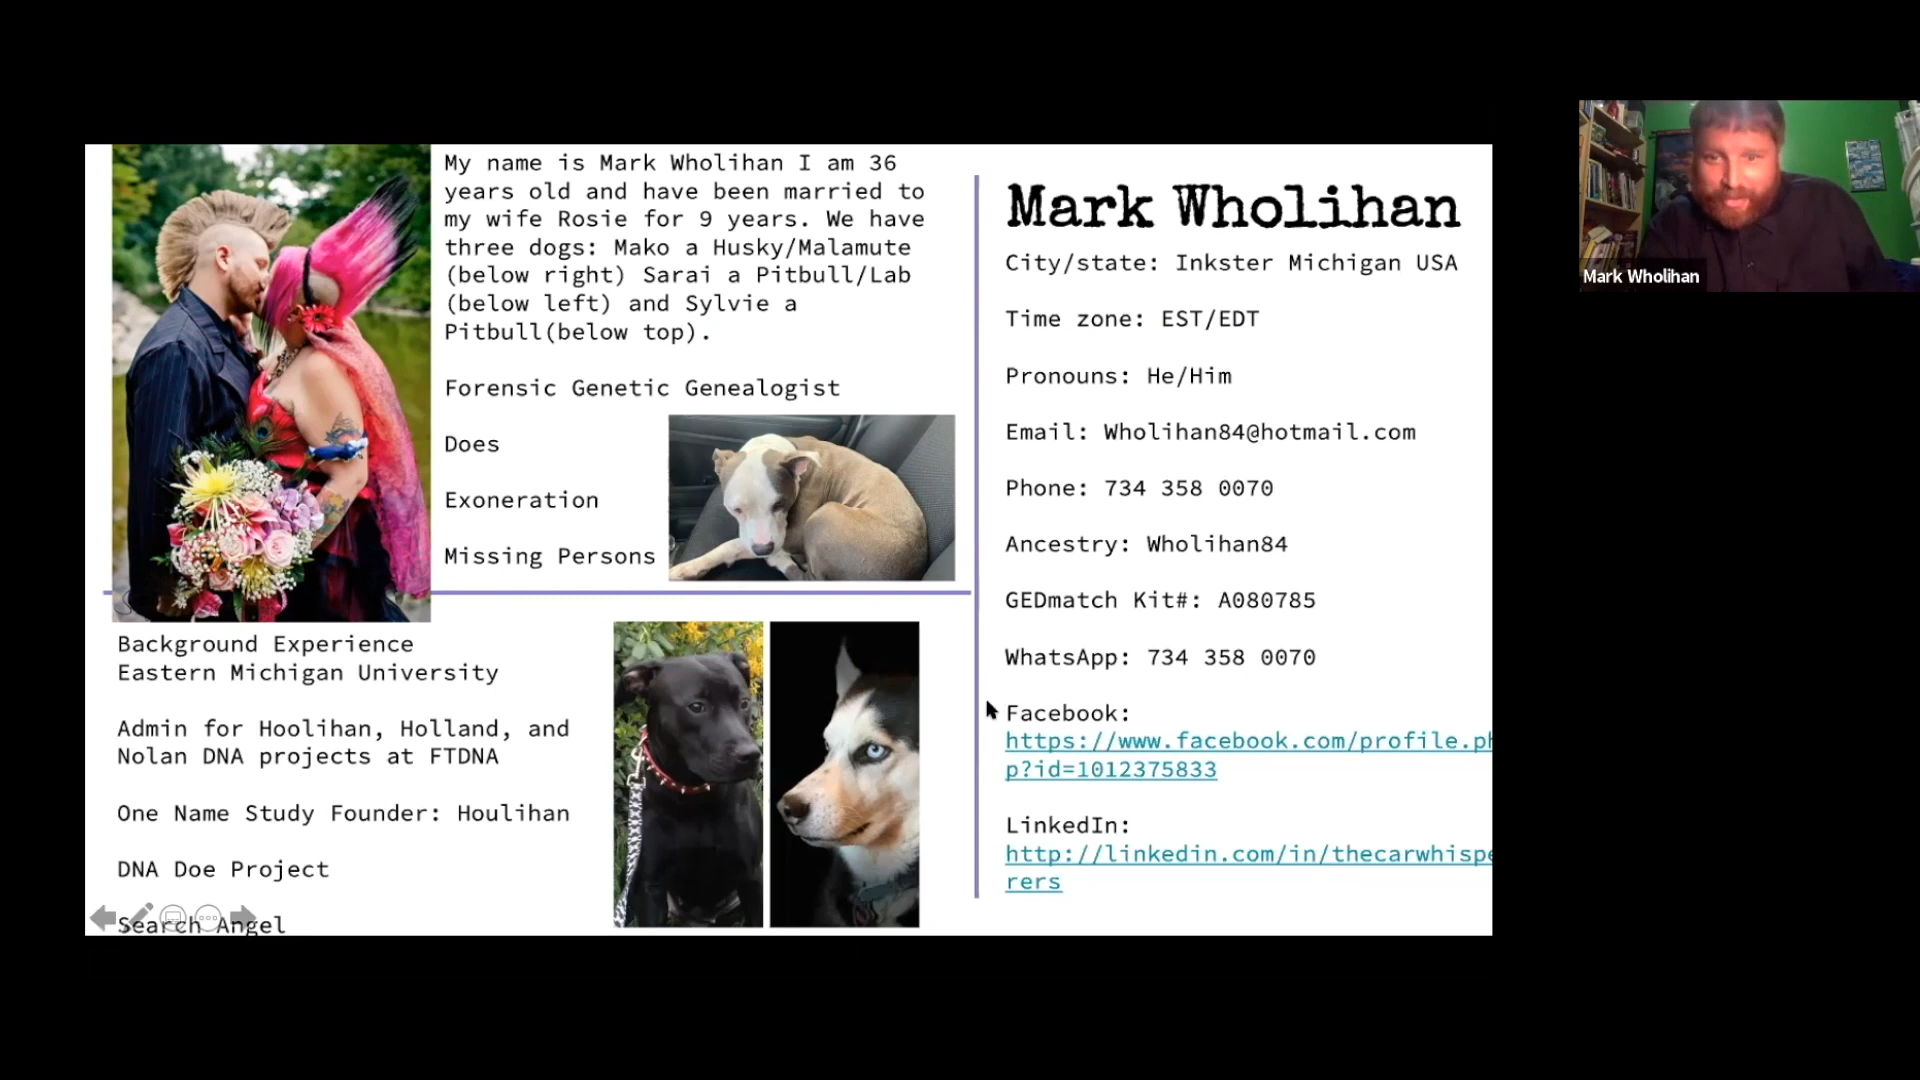 My name is Mark Wholihan I am 36
years old and have been married to
my wife Rosie for 9 years. We have
three dogs: Mako a Husky/Malamute
(below right) Sarai a Pitbull/Lab
(below left) and Sylvie a
Pitbull(below top).
Forensic Genetic Genealogist
Does
Exoneration
Missing Persons
Background Experience
Eastern Michigan University
Admin for Hoolihan, Holland, and
Nolan DNA projects at FTDNA
One Name Study Founder: Houlihan
DNA Doe Project
Search Angel
Mark Wholihan
City/state: Inkster Michigan USA
Time zone: EST/EDT
Pronouns: He/Him
Email: Wholihan84@hotmail.com
Phone: 734 358 0070
Ancestry: Wholihan84
GEDmatch Kit#: A080785
WhatsApp: 734 358 0070
Facebook:
https://www.facebook.com/profile.ph
p?id=1012375833
LinkedIn:
http://linkedin.com/in/thecarwhispe
rers
Mark Wholihan